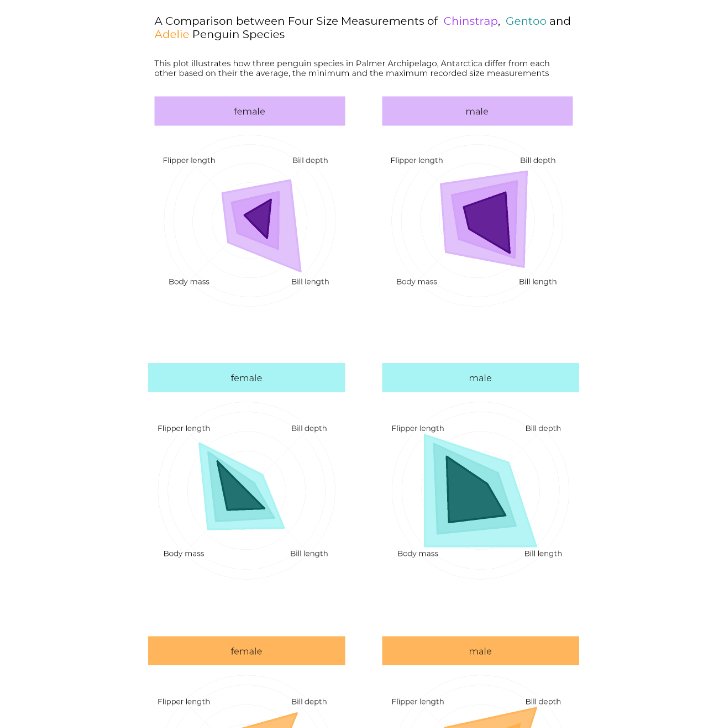 A Comparison between Four Size Measurements of Chinstrap, Gentoo and
Adelie Penguin Species
This plot illustrates how three penguin species in Palmer Archipelago, Antarctica differ from each
other based on their the average, the minimum and the maximum recorded size measurements
female
male
Flipper length
Bill depth
Flipper length
Bill depth
Body mass
Bill length
Body mass
Bill length
female
male
Flipper length
Bill depth
Flipper length
Bill depth
Body mass
Bill length
Body mass
Bill length
female
male
Flipper length
Bill depth
Flipper length
Bill depth